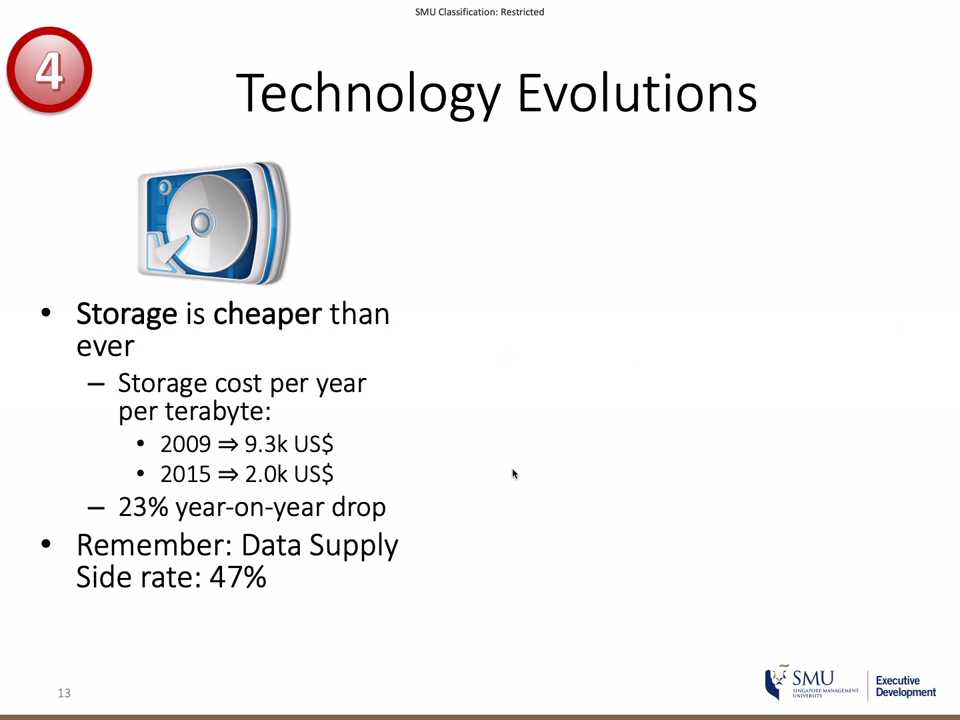 SMU Classification: Restricted
4
Technology Evolutions
• Storage is cheaper than
ever
– Storage cost per year
per terabyte:
• 2009 ⇒ 9.3k US$
• 2015 ⇒ 2.0k US$
– 23% year-on-year drop
• Remember: Data Supply
Side rate: 47%
13
SMU
SINGAPORE MANAGEMENT
UNIVERSITY
Executive
Development